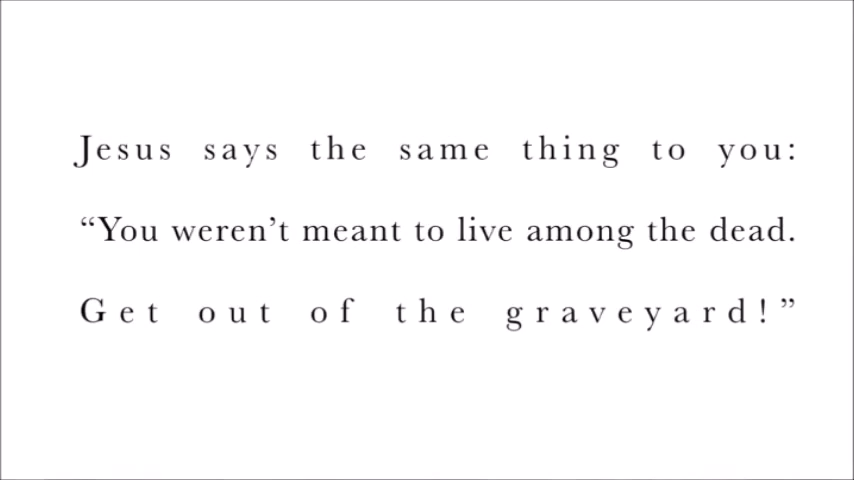 Jesus says the same thing to you:
“You weren’t meant to live among the dead.
Get out of the graveyard!”